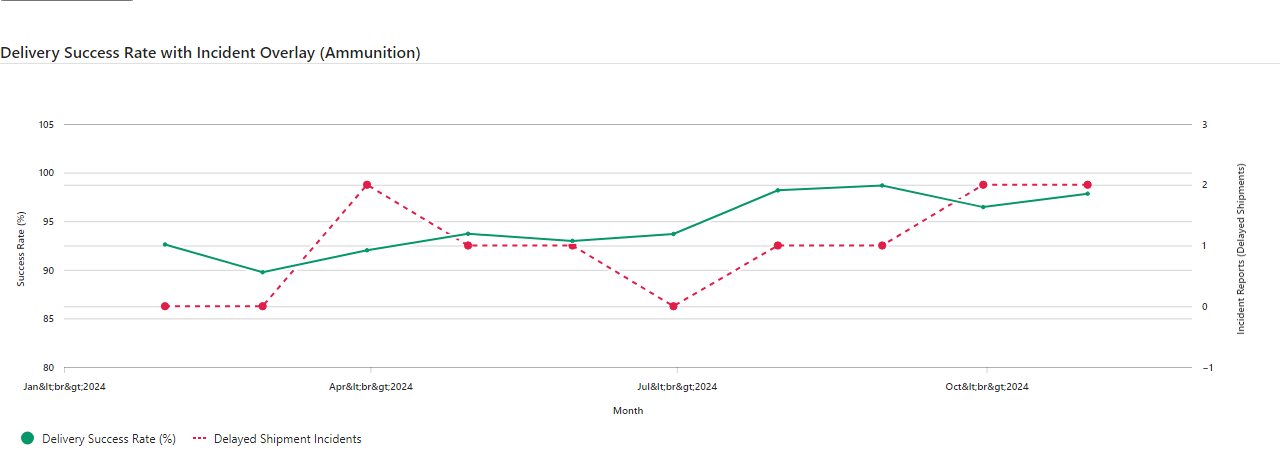 Delivery Success Rate with Incident Overlay (Ammunition)
105
100
95
90
85
80
Success Rate (%)
3
2
1
0
−1
Incident Reports (Delayed Shipments)
Jan&lt;br&gt;2024 Apr&lt;br&gt;2024 Jul&lt;br&gt;2024 Oct&lt;br&gt;2024
Month
Delivery Success Rate (%) Delayed Shipment Incidents